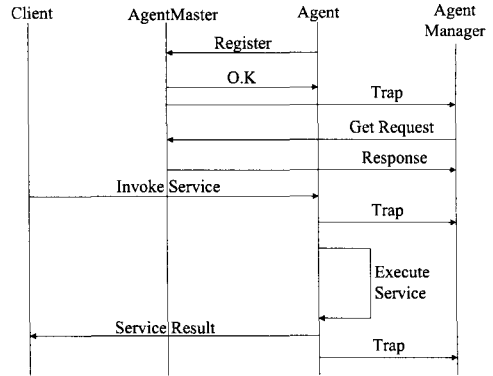 Client
AgentMaster
Agent
Agent
Manager
Register
O.K
Trap
Get Request
Response
Invoke Service
Trap
Execute
Service
Service Result
Trap